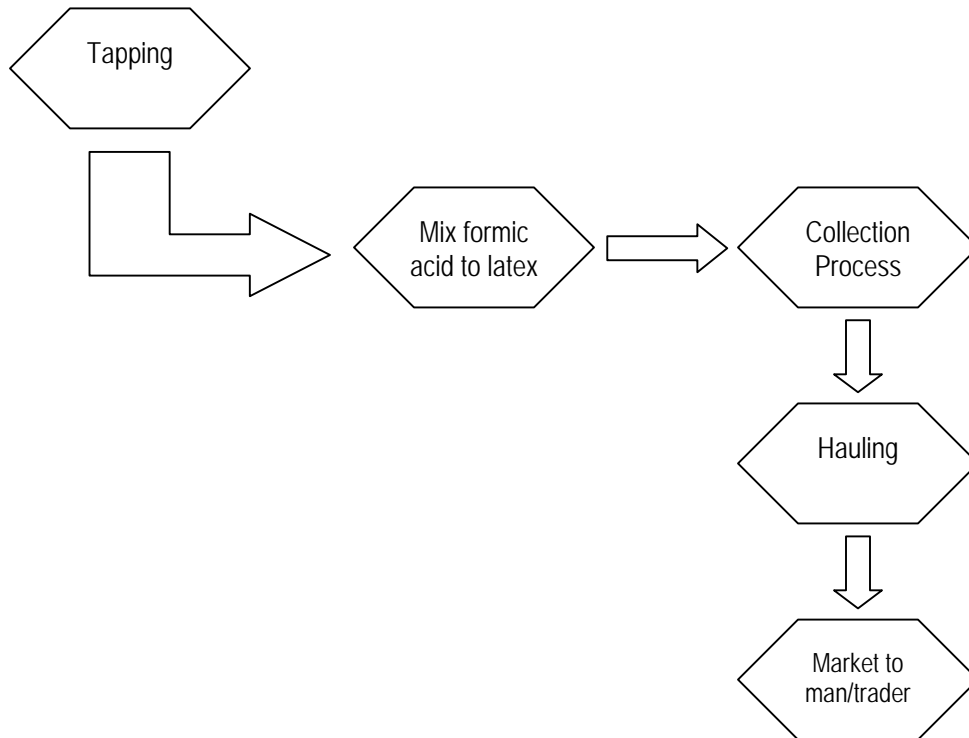 Tapping
Mix formic
acid to latex
Collection
Process
Hauling
Market to
man/trader